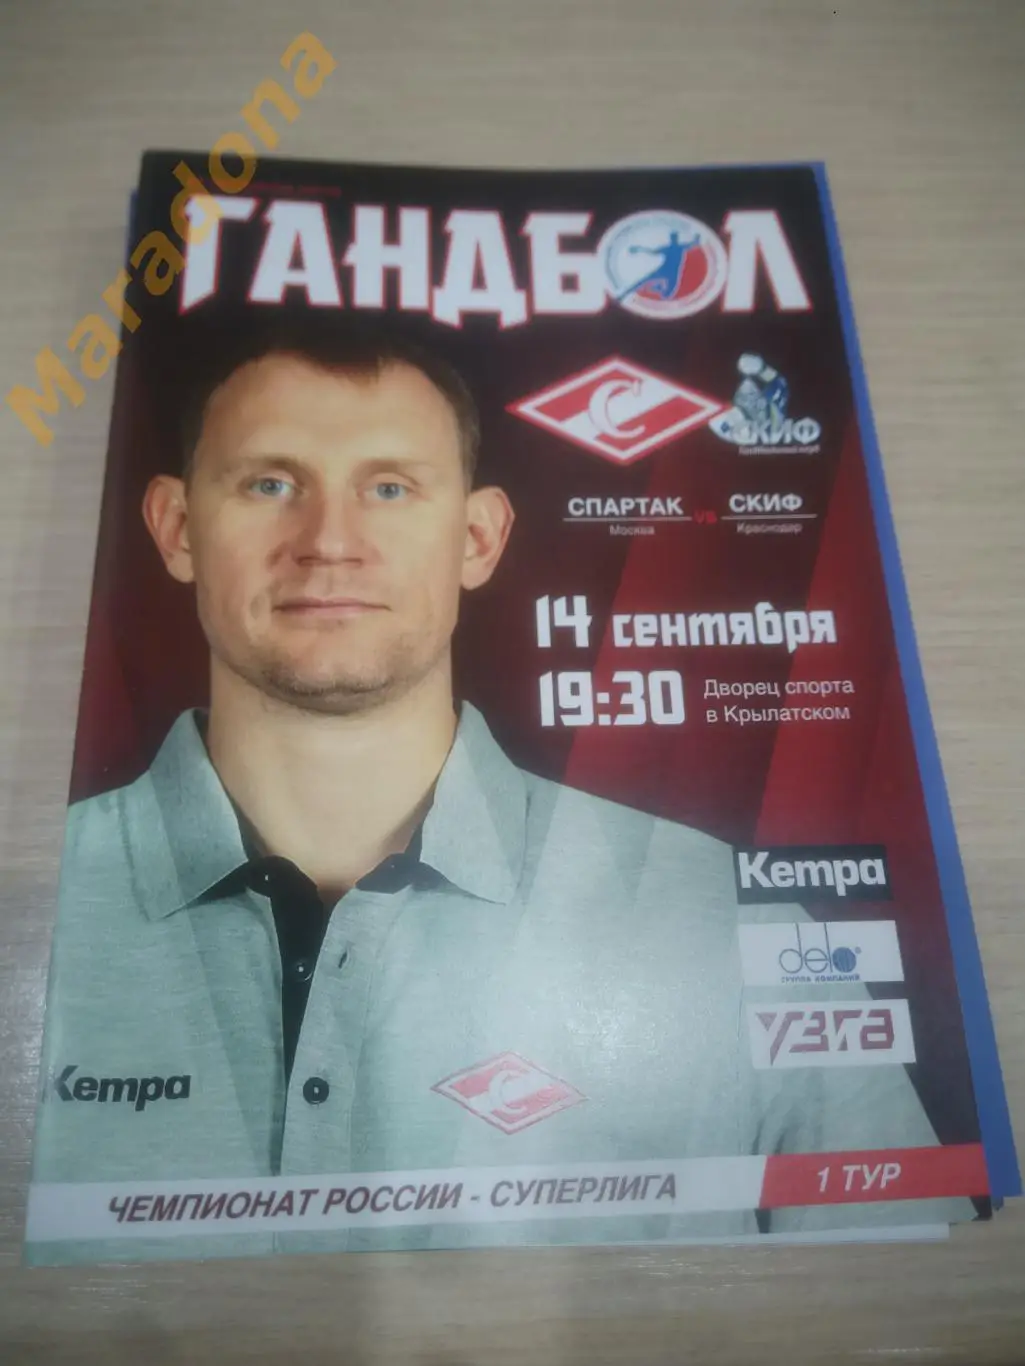 Maradona
ГАНДБОЛ
СКИФ
СПАРТАК VS СКИФ
Москва Краснодар
14 сентября
19:30 Дворец спорта
в Крылатском
Kempa
delo
ГРУППА КОМПАНИЙ
УЗГА
Kempa
ЧЕМПИОНАТ РОССИИ - СУПЕРЛИГА 1 ТУР